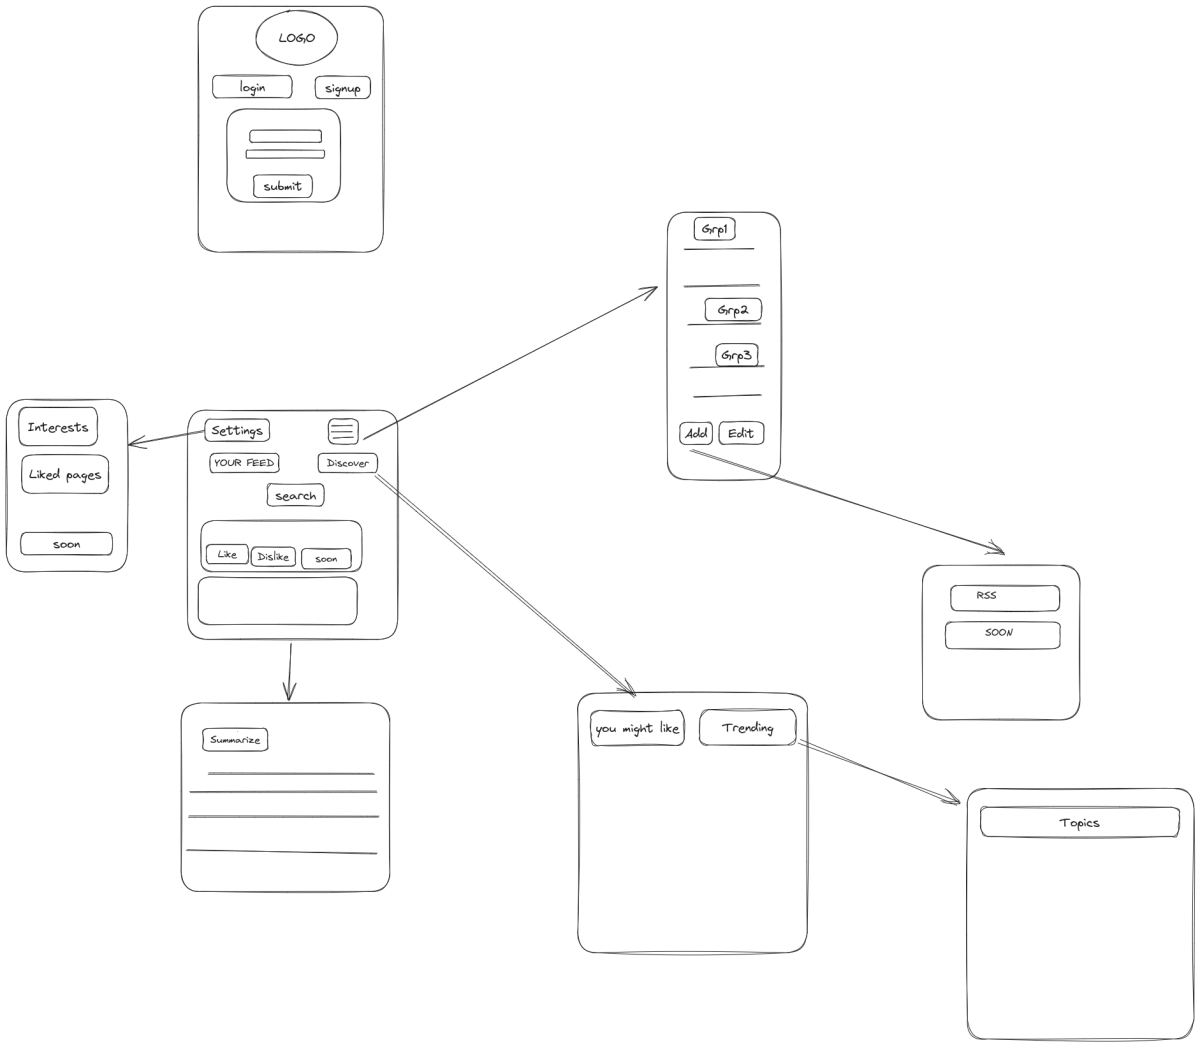 LOGO
login
signup
submit
Grp1
Grp2
Grp3
Add
Edit
Interests
Liked pages
soon
Settings
YOUR FEED
Discover
search
Like
Dislike
soon
RSS
SOON
Summarize
you might like
Trending
Topics